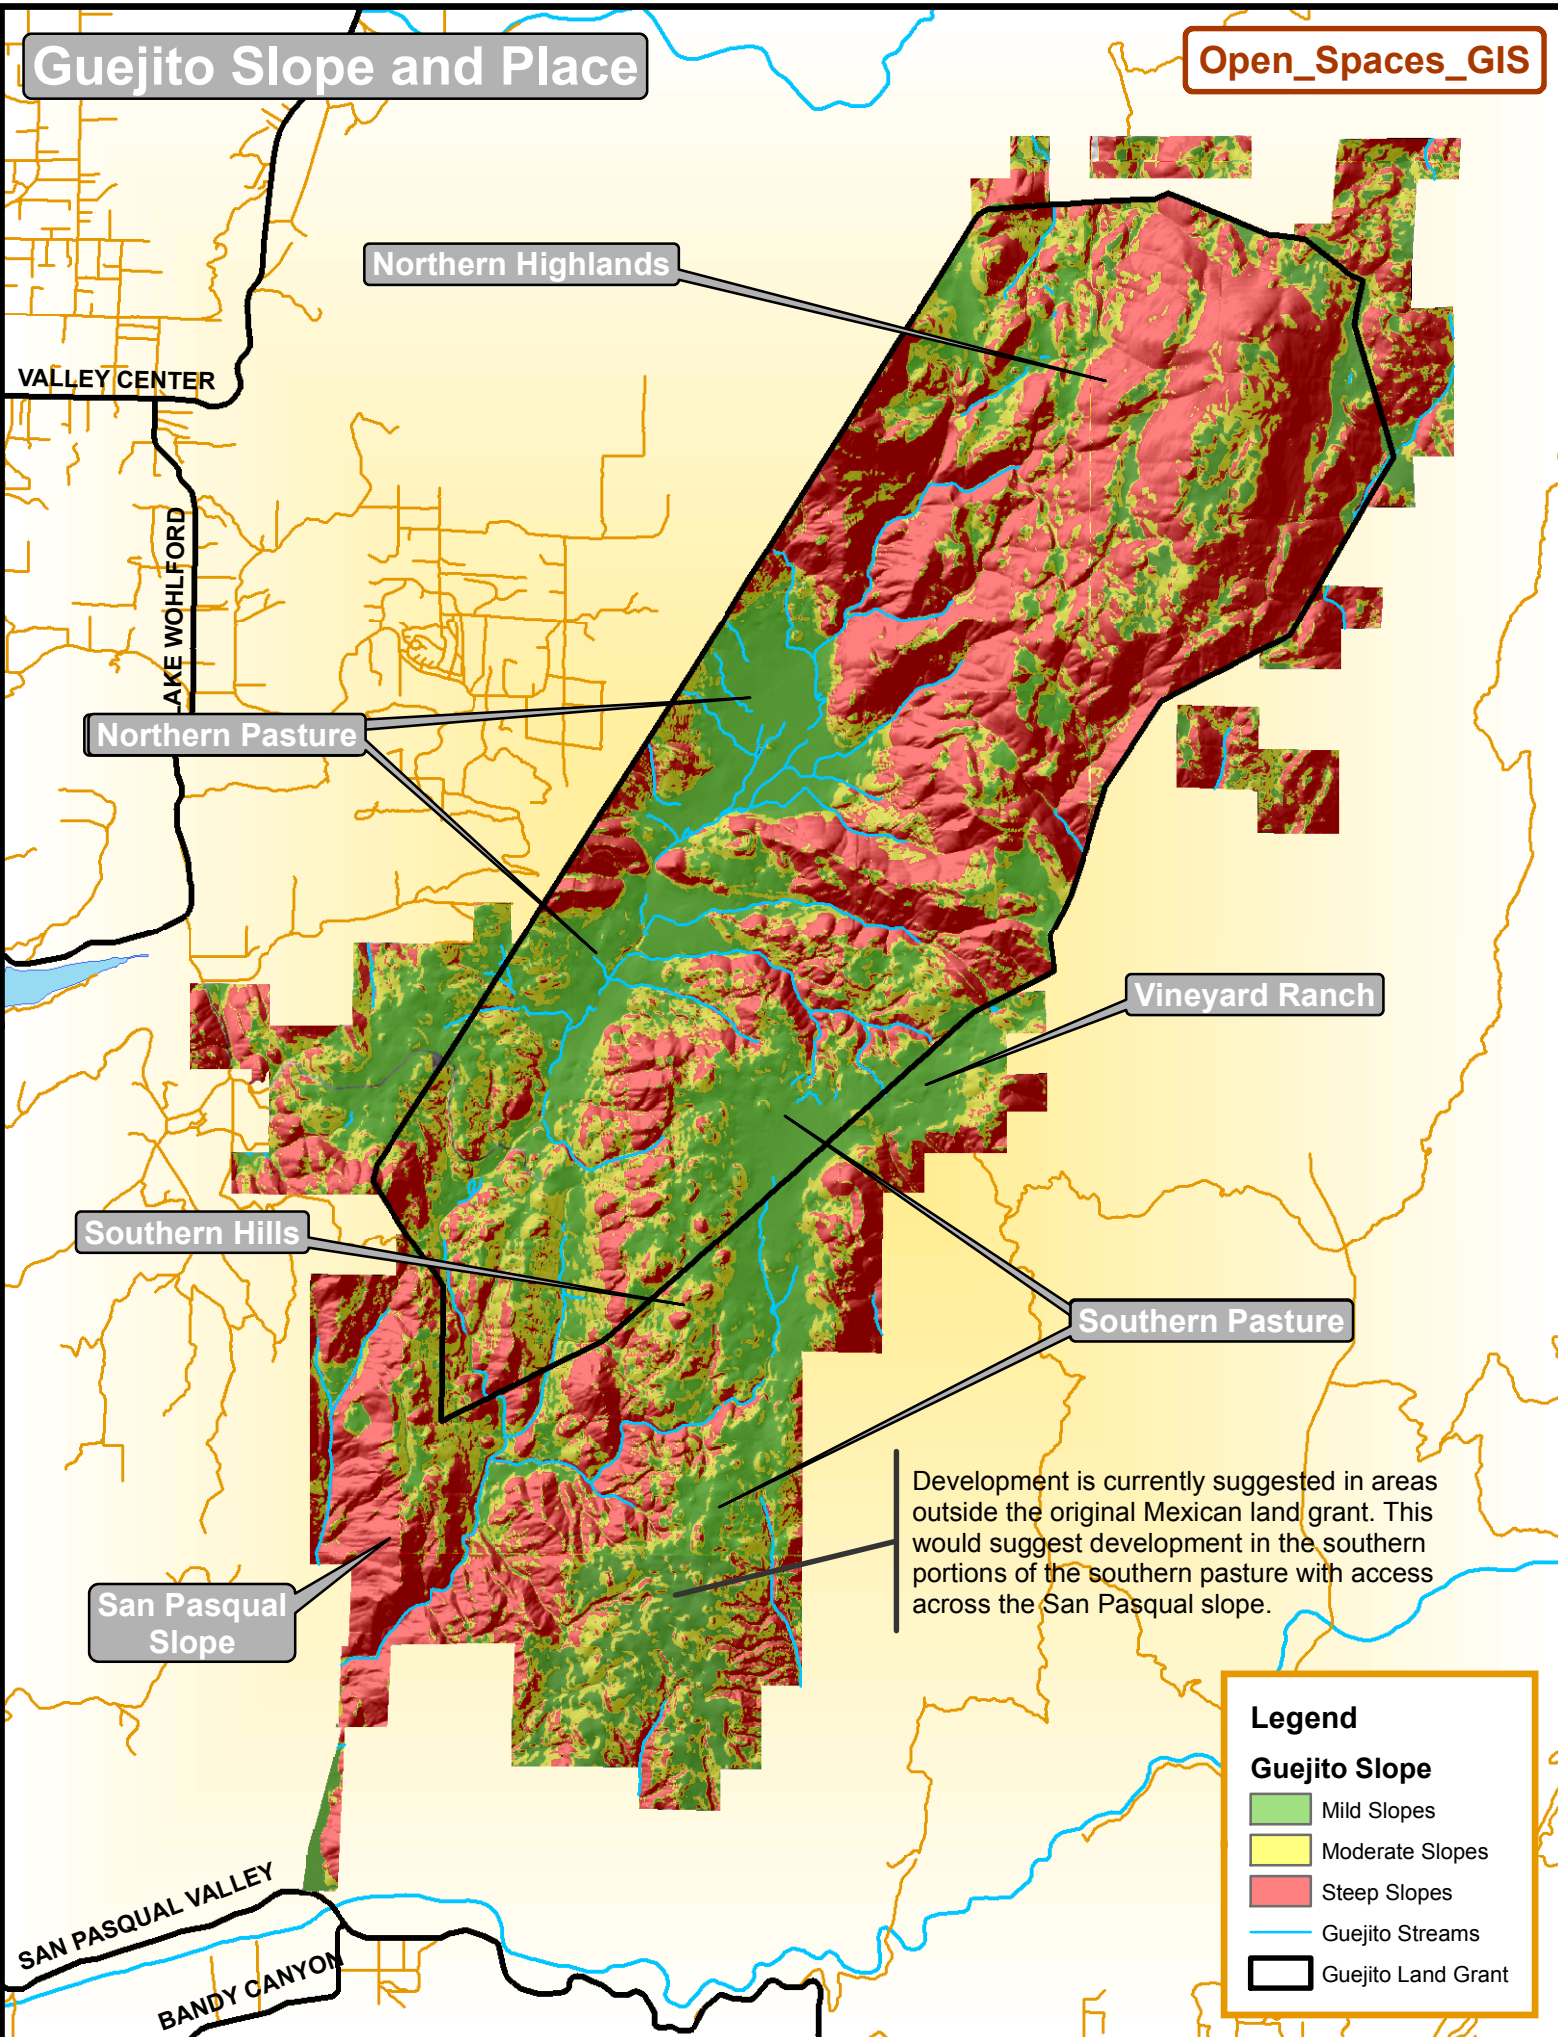 Guejito Slope and Place
Open_Spaces_GIS
Northern Highlands
VALLEY CENTER
LAKE WOHLFORD
Northern Pasture
Vineyard Ranch
Southern Hills
Southern Pasture
Development is currently suggested in areas
outside the original Mexican land grant. This
would suggest development in the southern
portions of the southern pasture with access
across the San Pasqual slope.
San Pasqual
Slope
Legend
Guejito Slope
Mild Slopes
Moderate Slopes
Steep Slopes
Guejito Streams
Guejito Land Grant
SAN PASQUAL VALLEY
BANDY CANYON